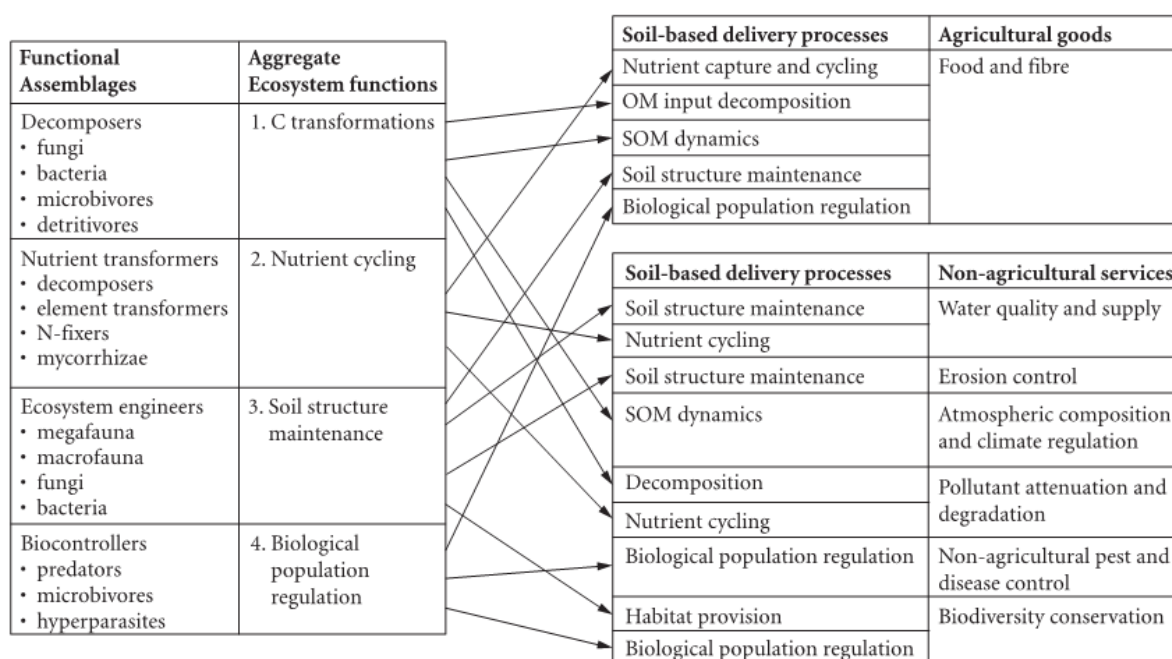 Functional Assemblages
Aggregate Ecosystem functions
Decomposers
• fungi
• bacteria
• microbivores
• detritivores
1. C transformations
Nutrient transformers
• decomposers
• element transformers
• N-fixers
• mycorrhizae
2. Nutrient cycling
Ecosystem engineers
• megafauna
• macrofauna
• fungi
• bacteria
3. Soil structure
maintenance
Biocontrollers
• predators
• microbivores
• hyperparasites
4. Biological
population
regulation
Soil-based delivery processes
Agricultural goods
Nutrient capture and cycling
Food and fibre
OM input decomposition
SOM dynamics
Soil structure maintenance
Biological population regulation
Soil-based delivery processes
Non-agricultural services
Soil structure maintenance
Water quality and supply
Nutrient cycling
Soil structure maintenance
Erosion control
SOM dynamics
Atmospheric composition
and climate regulation
Decomposition
Pollutant attenuation and
degradation
Nutrient cycling
Biological population regulation
Non-agricultural pest and
disease control
Habitat provision
Biodiversity conservation
Biological population regulation